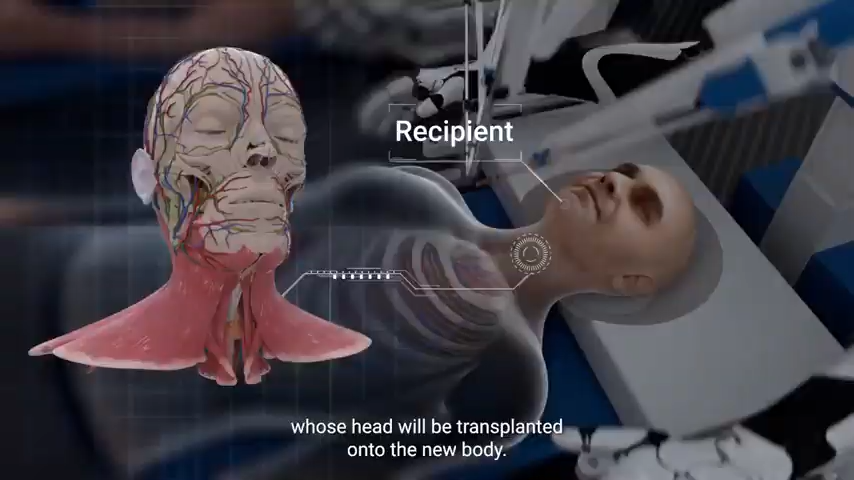 Recipient
whose head will be transplanted
onto the new body.